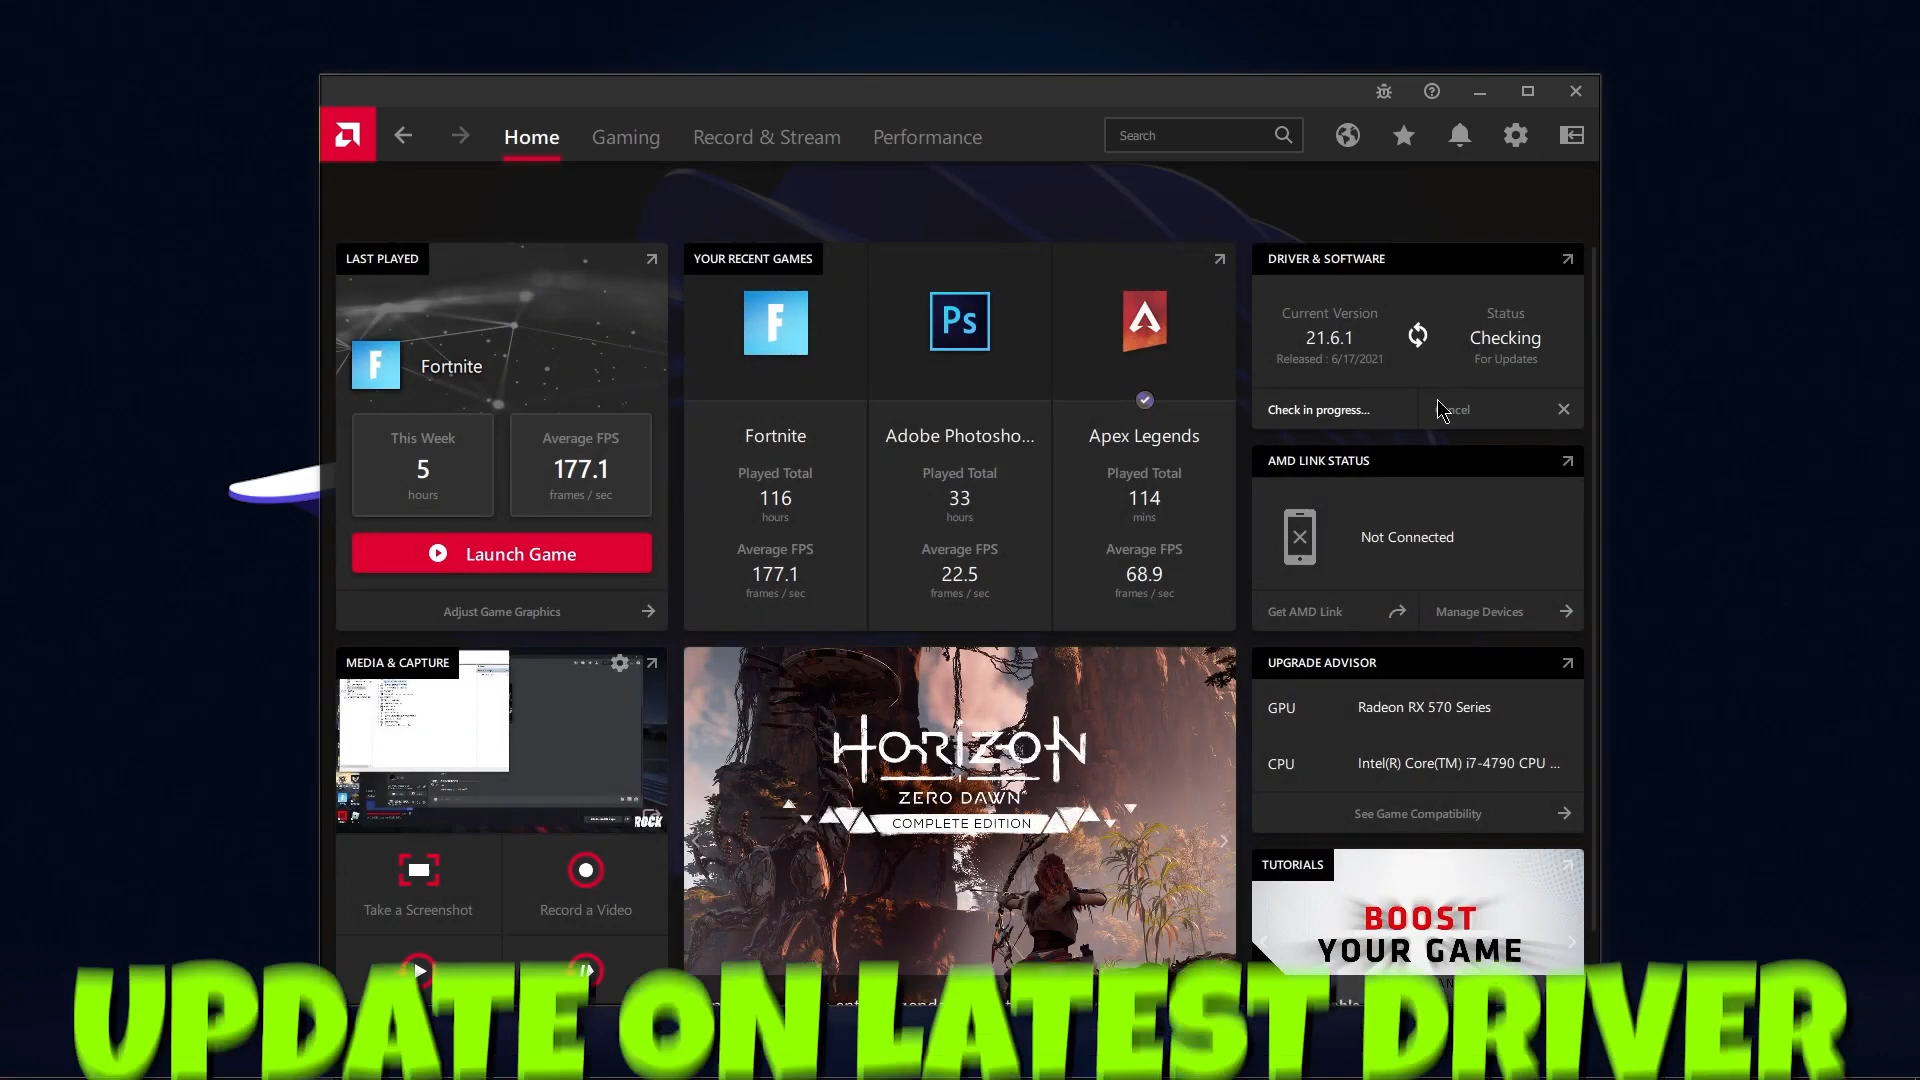 Home Gaming Record & Stream Performance Search
LAST PLAYED
Fortnite
This Week
5
hours
Average FPS
177.1
frames / sec
Launch Game
Adjust Game Graphics
YOUR RECENT GAMES
F
Ps
Fortnite
Played Total
116
hours
Average FPS
177.1
frames / sec
Adobe Photosho...
Played Total
33
hours
Average FPS
22.5
frames / sec
Apex Legends
Played Total
114
mins
Average FPS
68.9
frames / sec
DRIVER & SOFTWARE
Current Version
21.6.1
Released : 6/17/2021
Status
Checking
For Updates
Check in progress...
AMD LINK STATUS
Not Connected
Get AMD Link
Manage Devices
MEDIA & CAPTURE
ROCK
Take a Screenshot
Record a Video
HORIZON
ZERO DAWN
COMPLETE EDITION
UPGRADE ADVISOR
GPU Radeon RX 570 Series
CPU Intel(R) Core(TM) i7-4790 CPU ...
See Game Compatibility
TUTORIALS
BOOST
YOUR GAME
UPDATE ON LATEST DRIVER